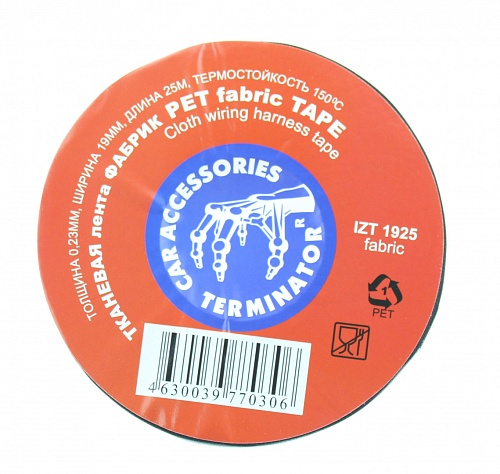 ТОЛЩИНА 0,23ММ, ШИРИНА 19ММ, ДЛИНА 25М, ТЕРМОСТОЙКОСТЬ 150ºС
ТКАНЕВАЯ лента ФАБРИК PET fabric TAPE
Cloth wiring harness tape
CAR ACCESSORIES
TERMINATOR ®
IZT 1925
fabric
1
PET
4630039770306